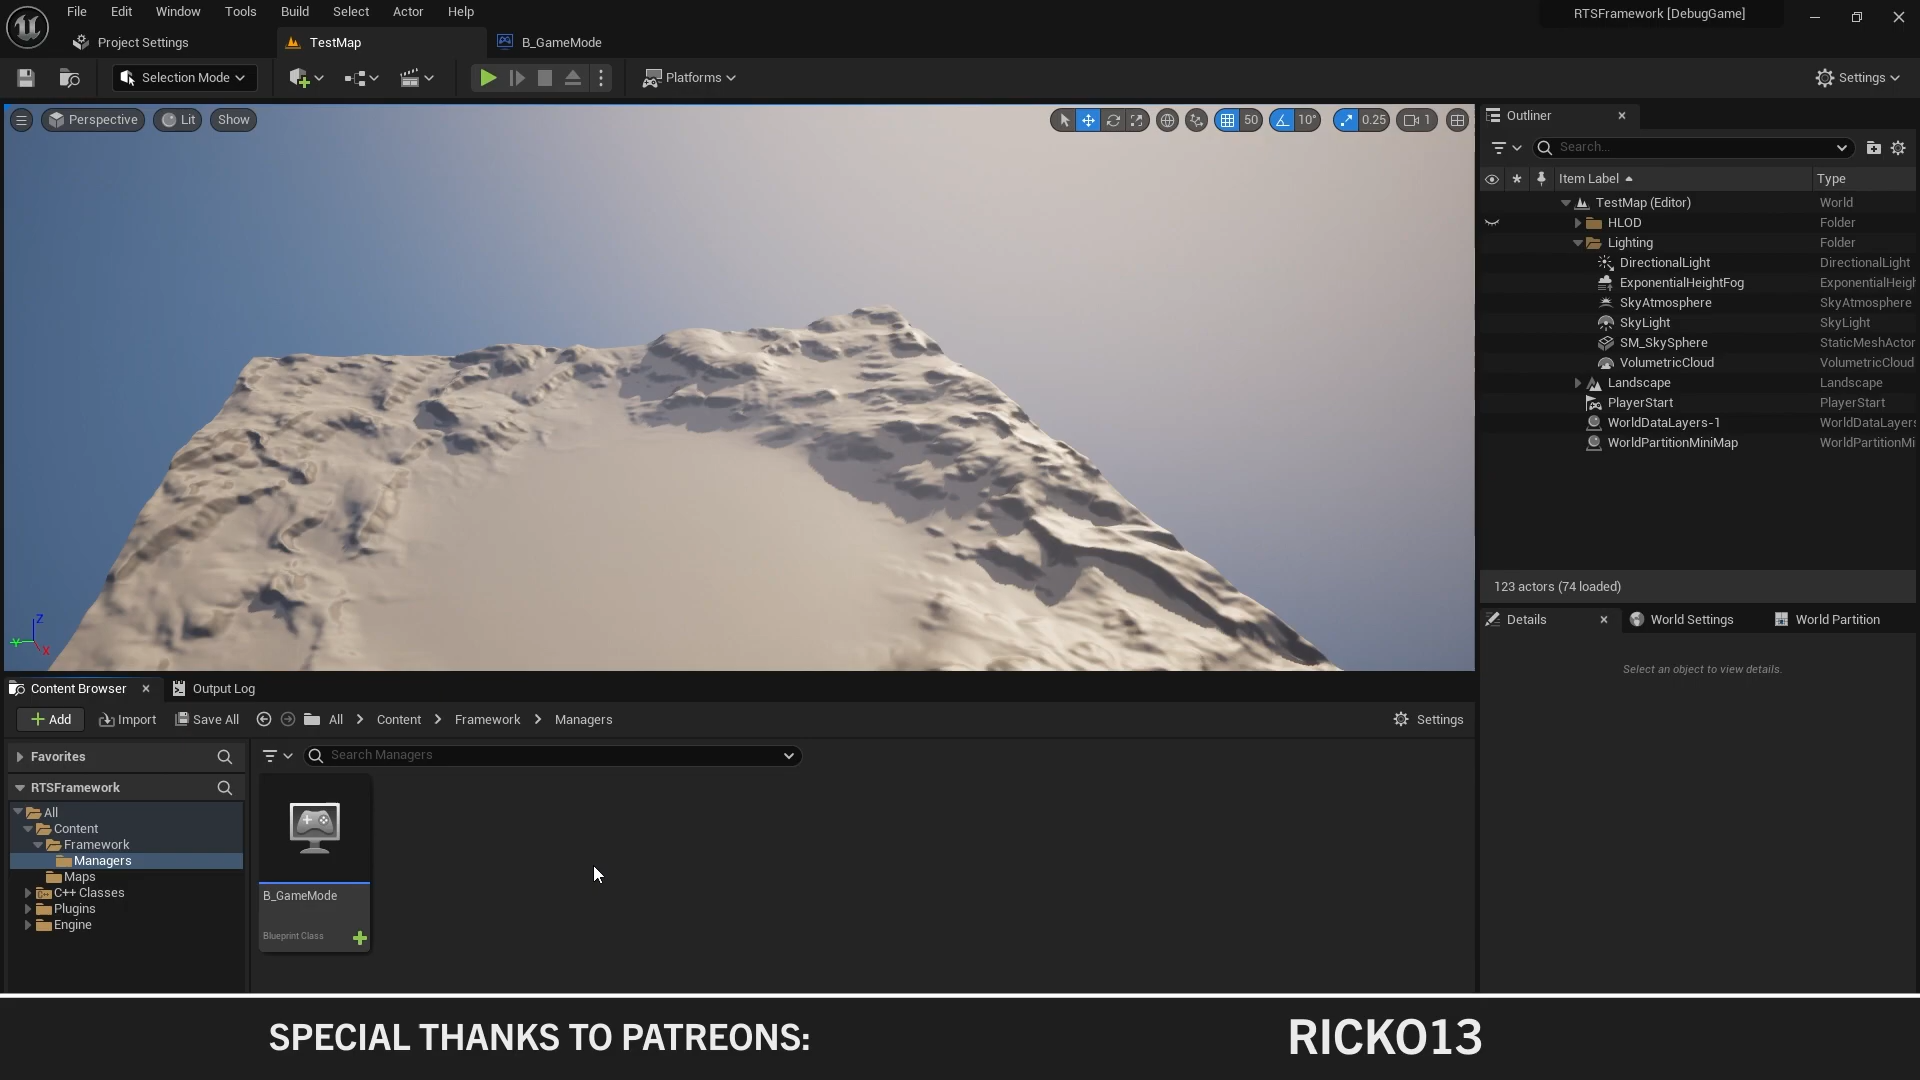 File Edit Window Tools Build Select Actor Help
RTSFramework [DebugGame]
Project Settings
TestMap
B_GameMode
Selection Mode
Platforms
Settings
Perspective
Lit
Show
50
10°
0.25
1
Outliner
Search...
Item Label
Type
TestMap (Editor) World
HLOD Folder
Lighting Folder
DirectionalLight DirectionalLight
ExponentialHeightFog ExponentialHeigh
SkyAtmosphere SkyAtmosphere
SkyLight SkyLight
SM_SkySphere StaticMeshActor
VolumetricCloud VolumetricCloud
Landscape Landscape
PlayerStart PlayerStart
WorldDataLayers-1 WorldDataLayers
WorldPartitionMiniMap WorldPartitionMi
123 actors (74 loaded)
Details
World Settings
World Partition
Select an object to view details.
Z
Y
X
Content Browser
Output Log
Add
Import
Save All
All
Content
Framework
Managers
Settings
Favorites
Search Managers
RTSFramework
All
Content
Framework
Managers
Maps
C++ Classes
Plugins
Engine
B_GameMode
Blueprint Class
SPECIAL THANKS TO PATREONS:
RICKO13